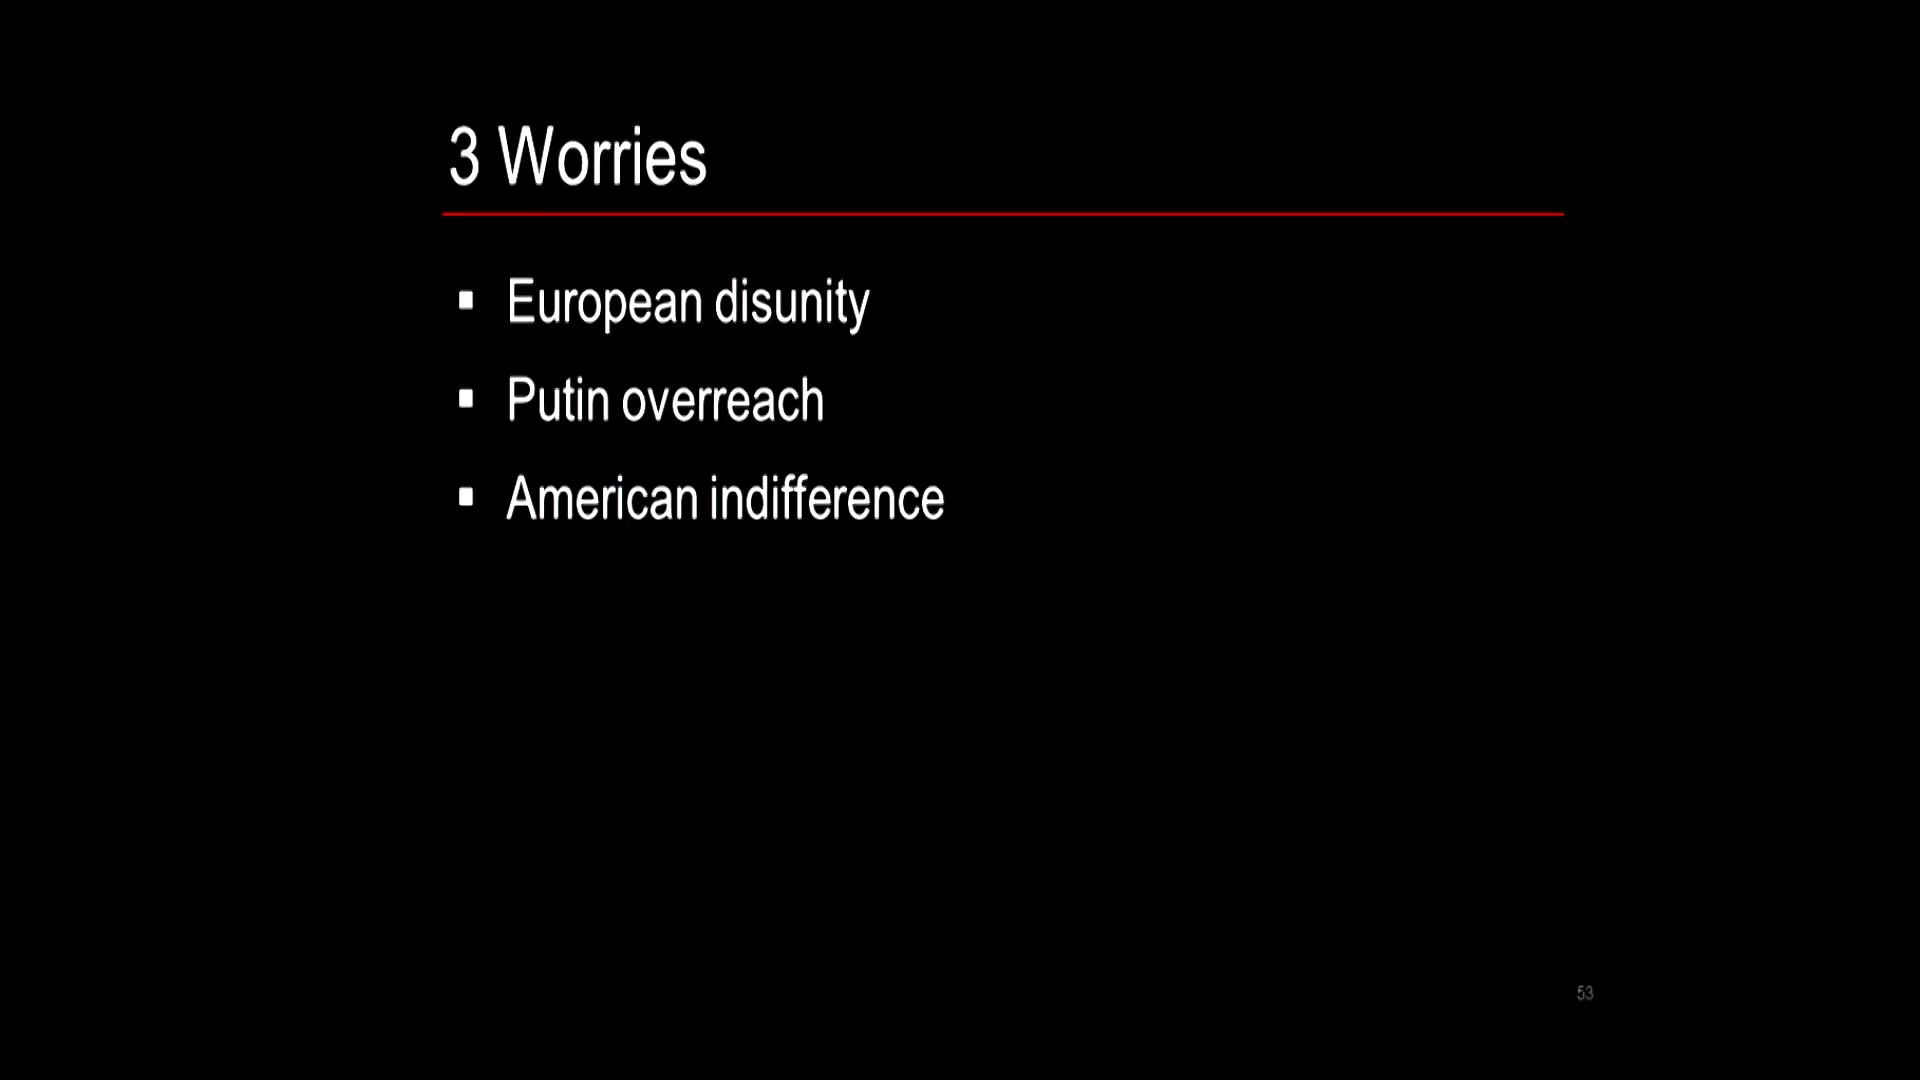 3 Worries
▪ European disunity
▪ Putin overreach
▪ American indifference
53